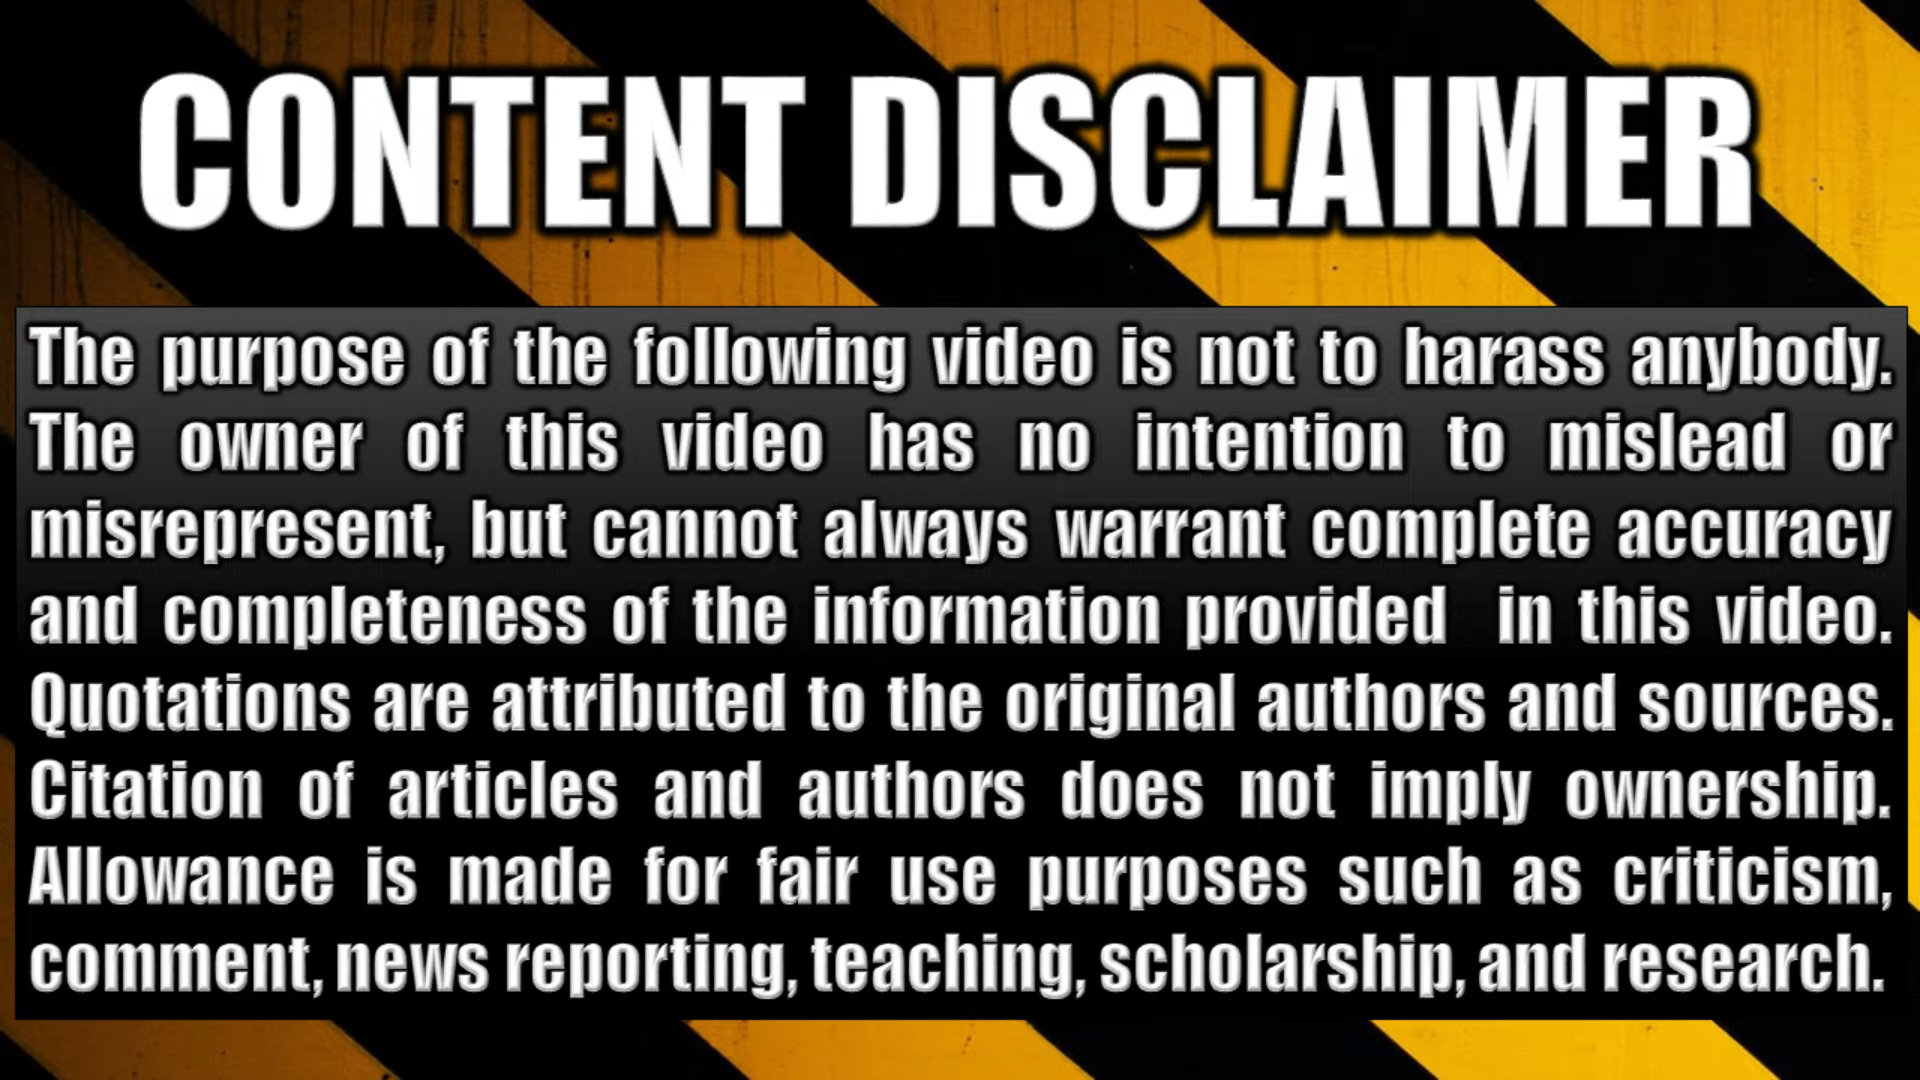 CONTENT DISCLAIMER
The purpose of the following video is not to harass anybody.
The owner of this video has no intention to mislead or
misrepresent, but cannot always warrant complete accuracy
and completeness of the information provided  in this video.
Quotations are attributed to the original authors and sources.
Citation of articles and authors does not imply ownership.
Allowance is made for fair use purposes such as criticism,
comment, news reporting, teaching, scholarship, and research.